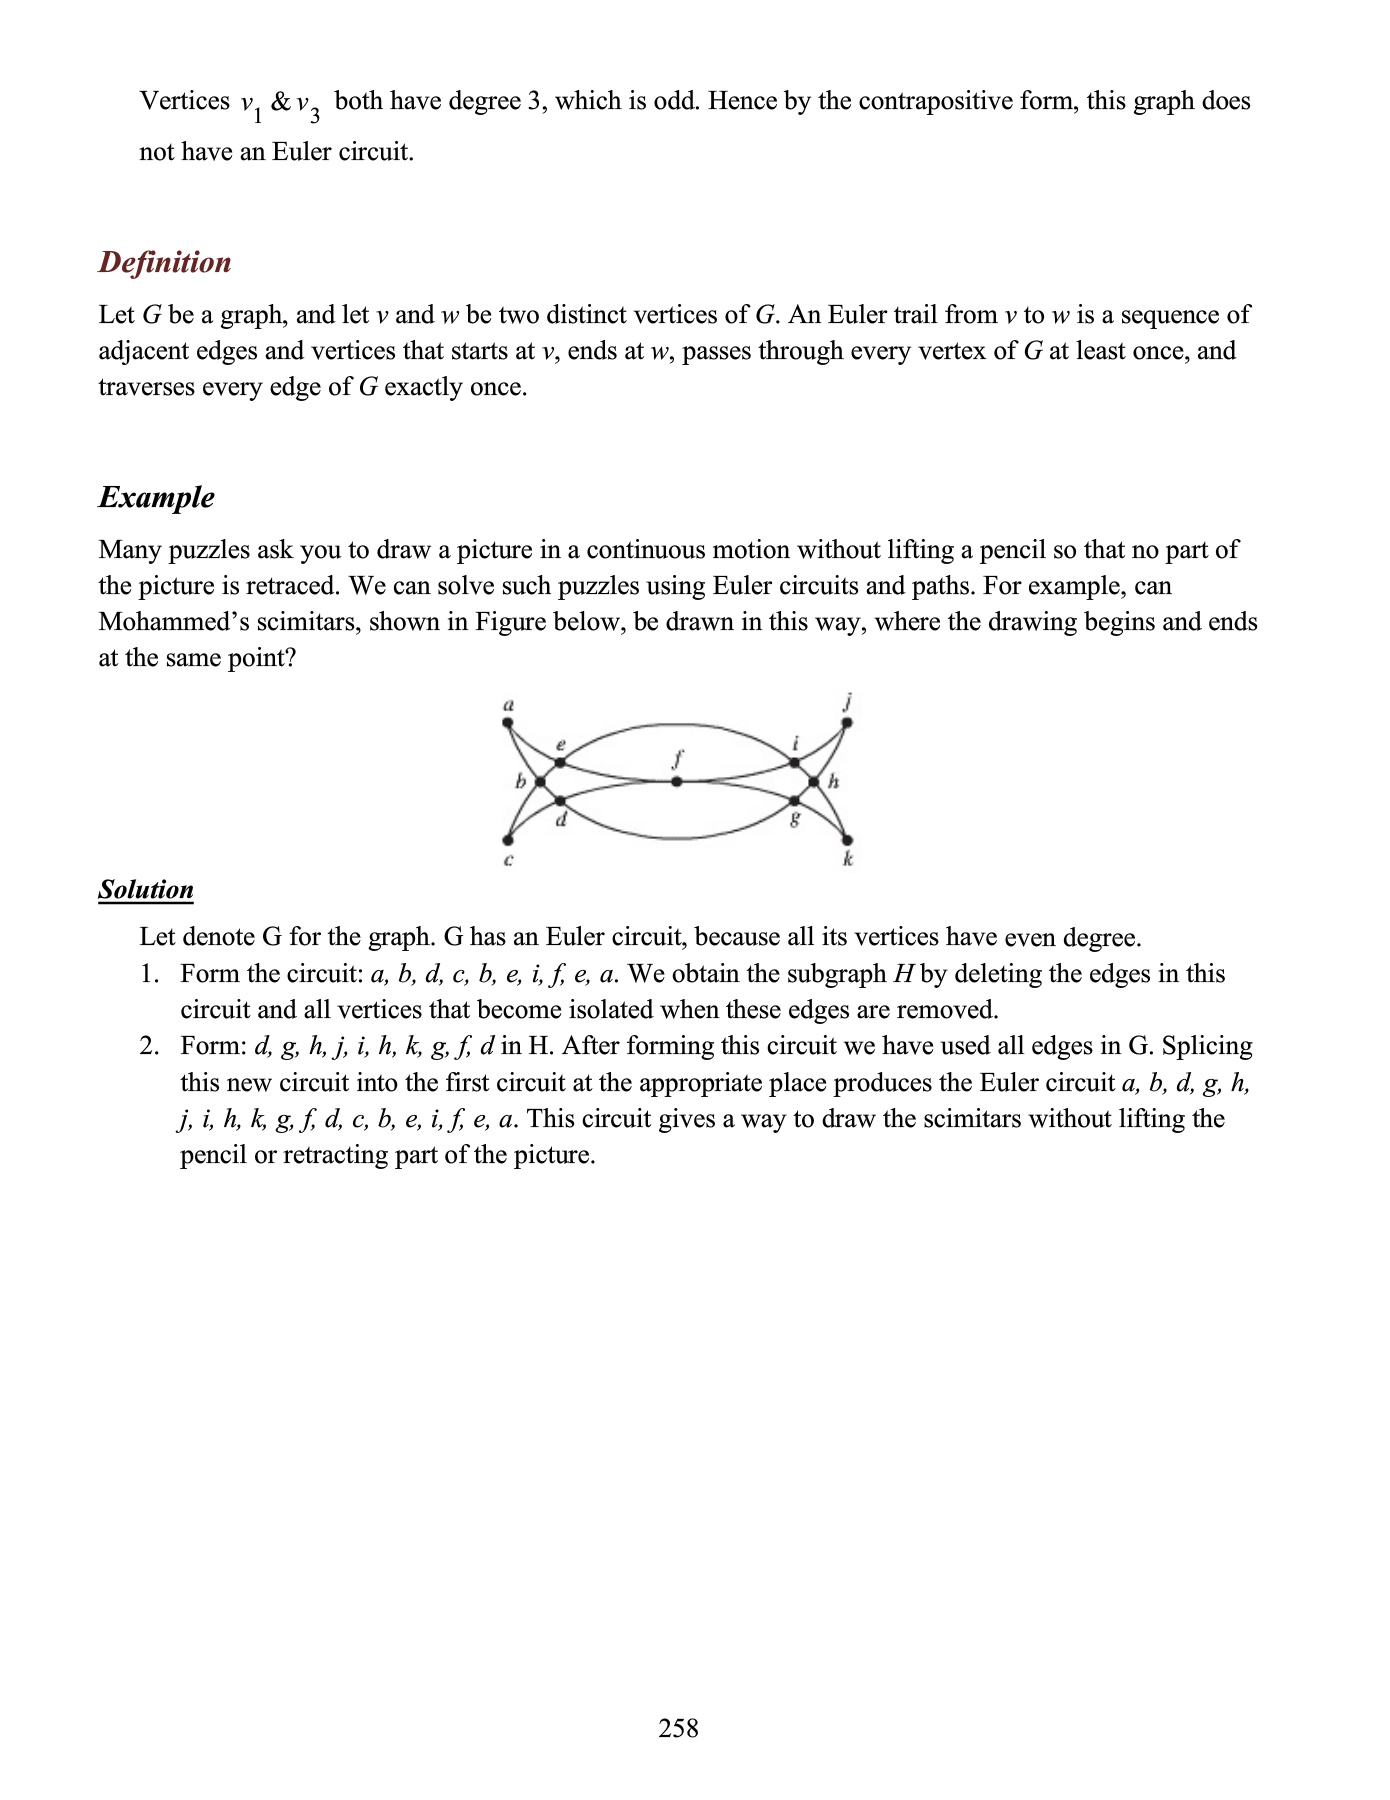 Vertices v1 & v3 both have degree 3, which is odd. Hence by the contrapositive form, this graph does
not have an Euler circuit.
Definition
Let G be a graph, and let v and w be two distinct vertices of G. An Euler trail from v to w is a sequence of
adjacent edges and vertices that starts at v, ends at w, passes through every vertex of G at least once, and
traverses every edge of G exactly once.
Example
Many puzzles ask you to draw a picture in a continuous motion without lifting a pencil so that no part of
the picture is retraced. We can solve such puzzles using Euler circuits and paths. For example, can
Mohammed’s scimitars, shown in Figure below, be drawn in this way, where the drawing begins and ends
at the same point?
a j
e i
f
b h
d g
c k
Solution
Let denote G for the graph. G has an Euler circuit, because all its vertices have even degree.
1. Form the circuit: a, b, d, c, b, e, i, f, e, a. We obtain the subgraph H by deleting the edges in this
circuit and all vertices that become isolated when these edges are removed.
2. Form: d, g, h, j, i, h, k, g, f, d in H. After forming this circuit we have used all edges in G. Splicing
this new circuit into the first circuit at the appropriate place produces the Euler circuit a, b, d, g, h,
j, i, h, k, g, f, d, c, b, e, i, f, e, a. This circuit gives a way to draw the scimitars without lifting the
pencil or retracting part of the picture.
258